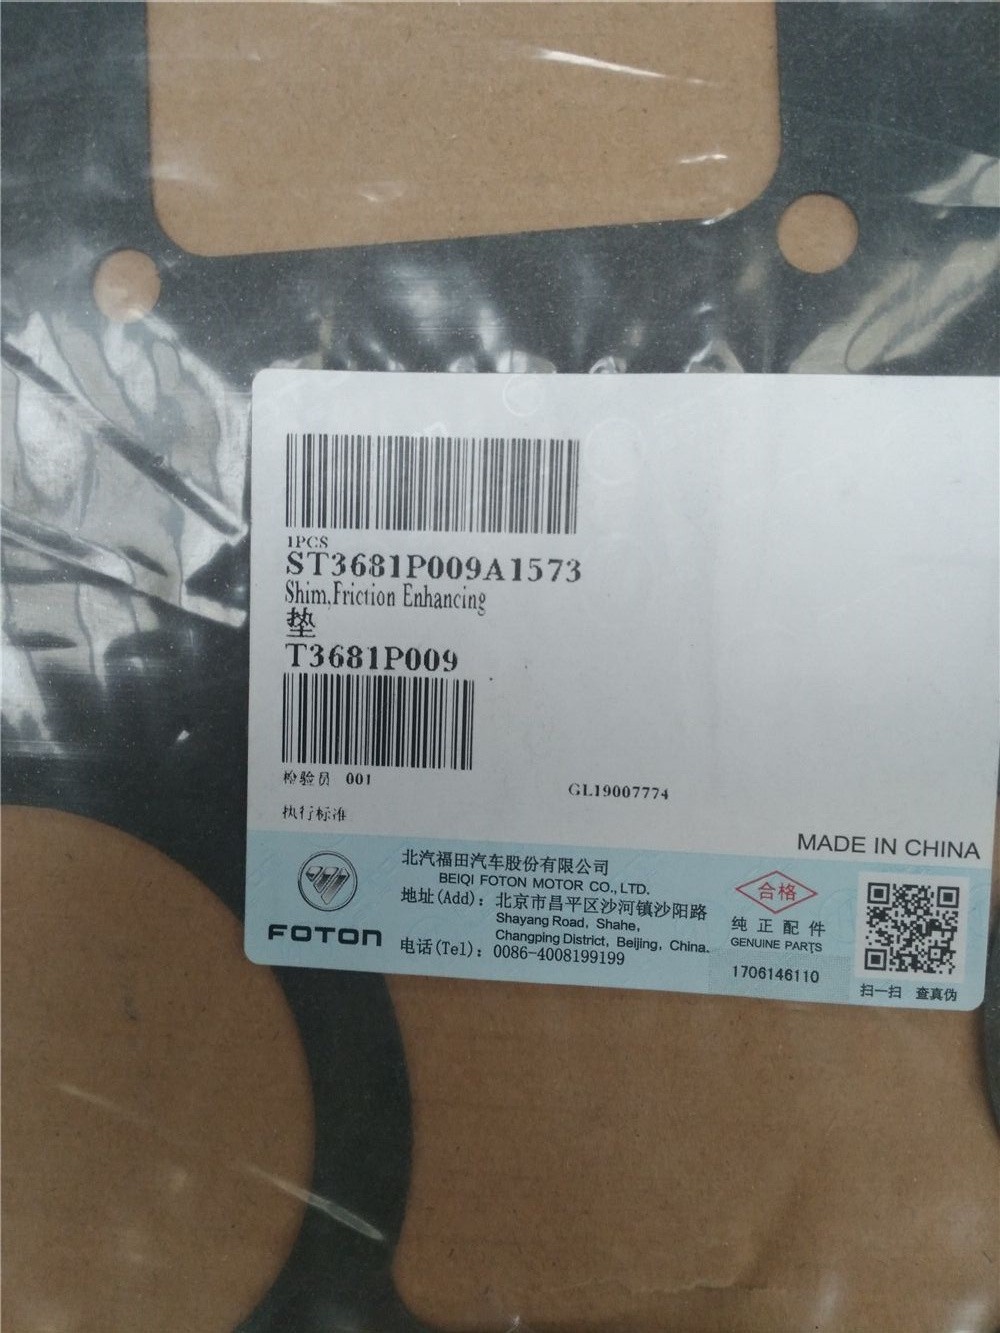 1PCS
ST3681P009A1573
Shim,Friction Enhancing
垫
T3681P009
检验员 001
GL19007774
执行标准
MADE IN CHINA
FOTON
北汽福田汽车股份有限公司
BEIQI FOTON MOTOR CO., LTD.
地址(Add)：北京市昌平区沙河镇沙阳路
Shayang Road, Shahe,
Changping District, Beijing, China.
电话(Tel)：0086-4008199199
合格
纯正配件
GENUINE PARTS
1706146110
扫一扫 查真伪